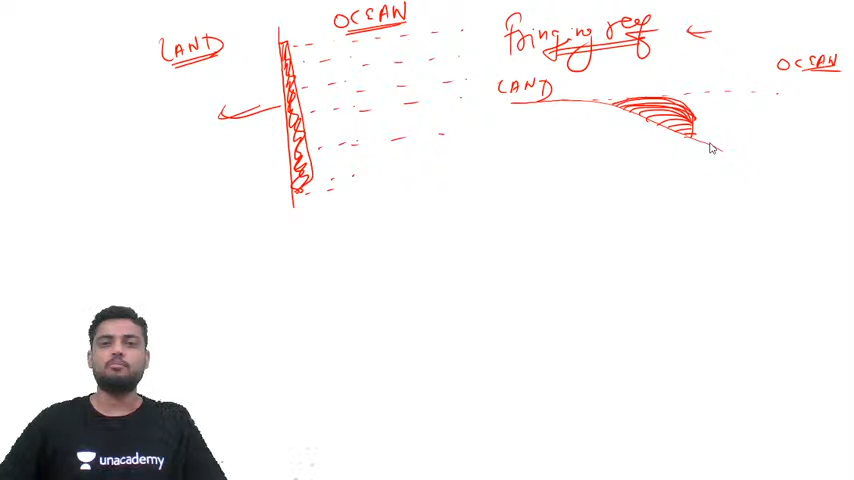 LAND
OCEAN
Fringing reef
LAND
OCEAN
unacademy